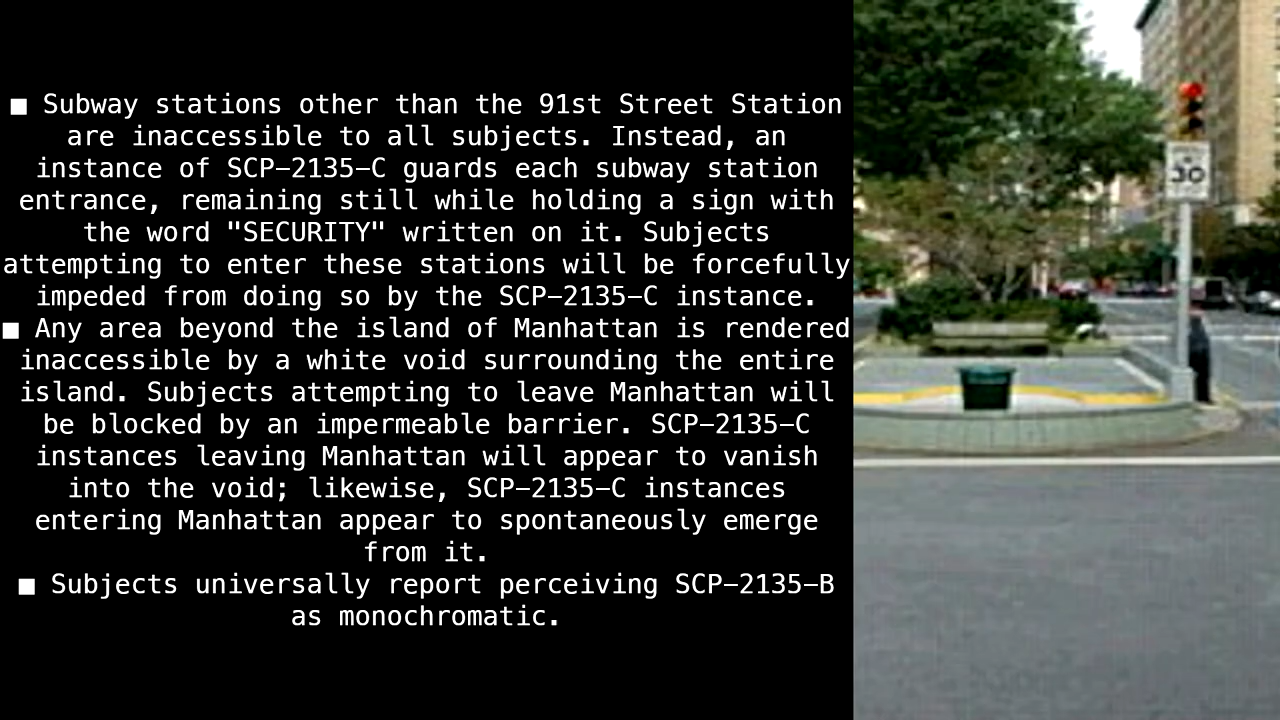 ■ Subway stations other than the 91st Street Station
are inaccessible to all subjects. Instead, an
instance of SCP-2135-C guards each subway station
entrance, remaining still while holding a sign with
the word "SECURITY" written on it. Subjects
attempting to enter these stations will be forcefully
impeded from doing so by the SCP-2135-C instance.
■ Any area beyond the island of Manhattan is rendered
inaccessible by a white void surrounding the entire
island. Subjects attempting to leave Manhattan will
be blocked by an impermeable barrier. SCP-2135-C
instances leaving Manhattan will appear to vanish
into the void; likewise, SCP-2135-C instances
entering Manhattan appear to spontaneously emerge
from it.
■ Subjects universally report perceiving SCP-2135-B
as monochromatic.
30